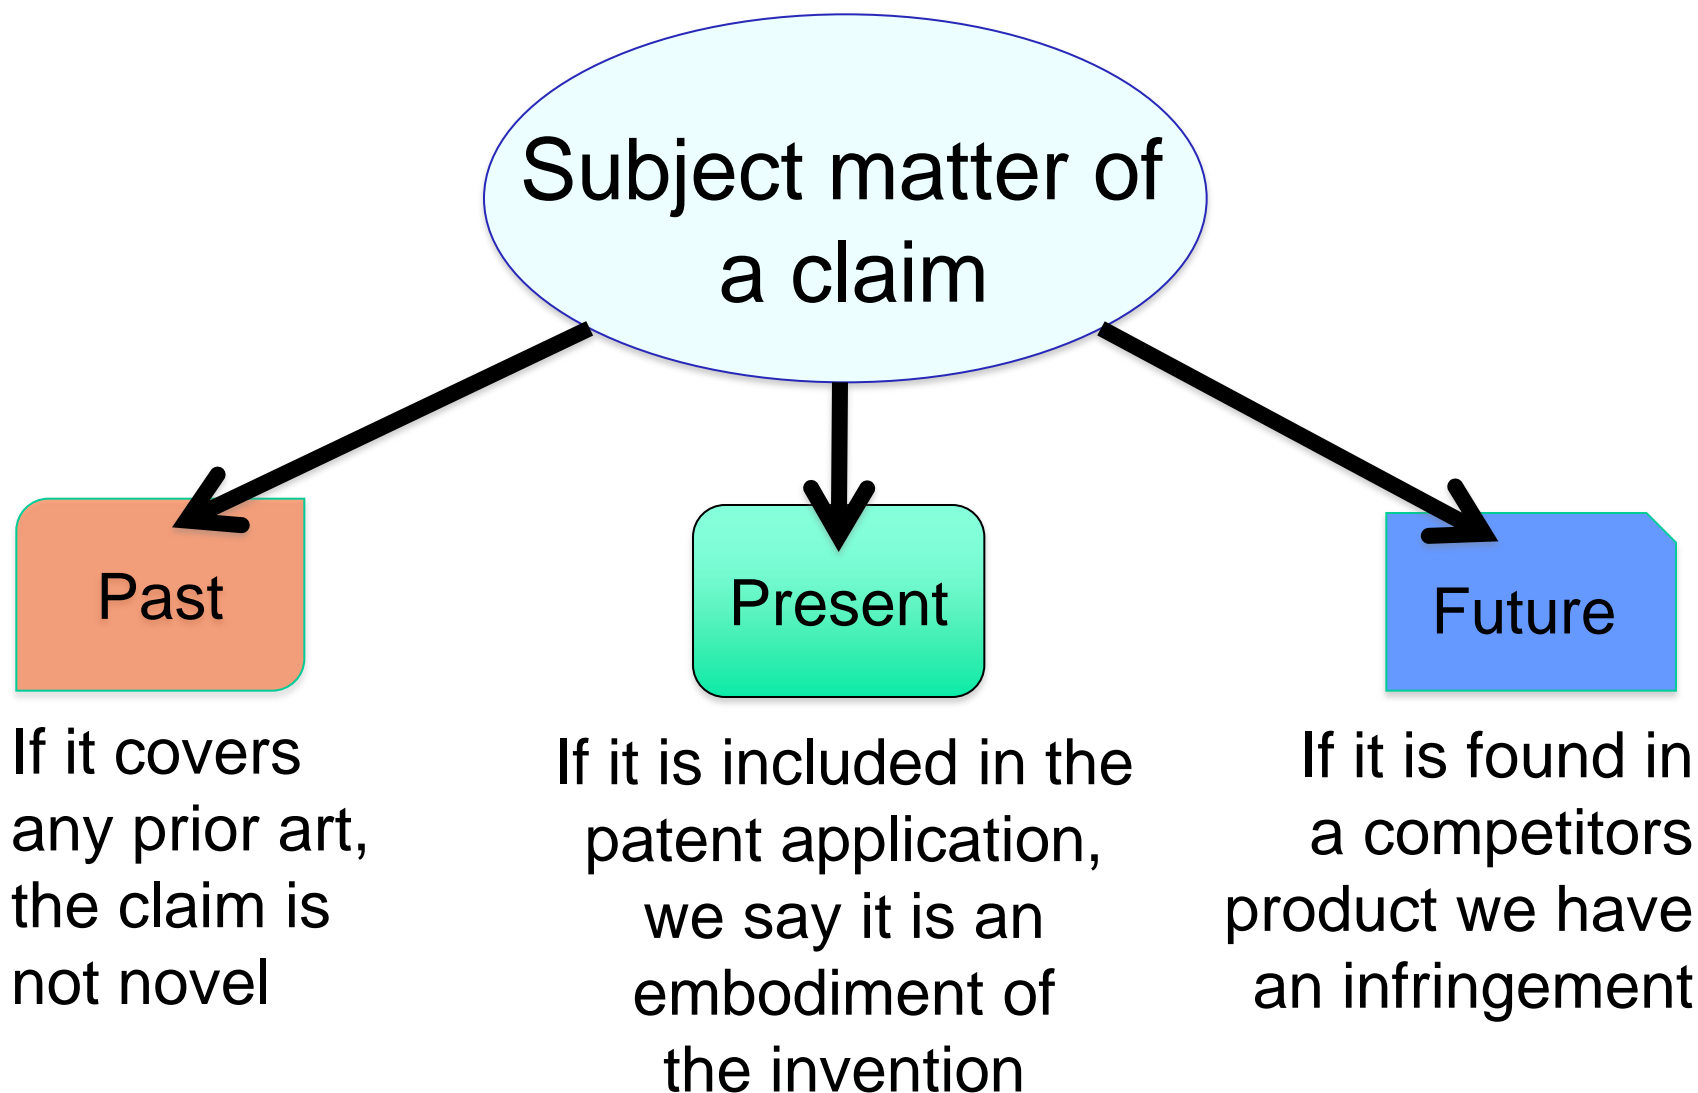 Subject matter of
a claim
Past
Present
Future
If it covers
any prior art,
the claim is
not novel
If it is included in the
patent application,
we say it is an
embodiment of
the invention
If it is found in
a competitors
product we have
an infringement